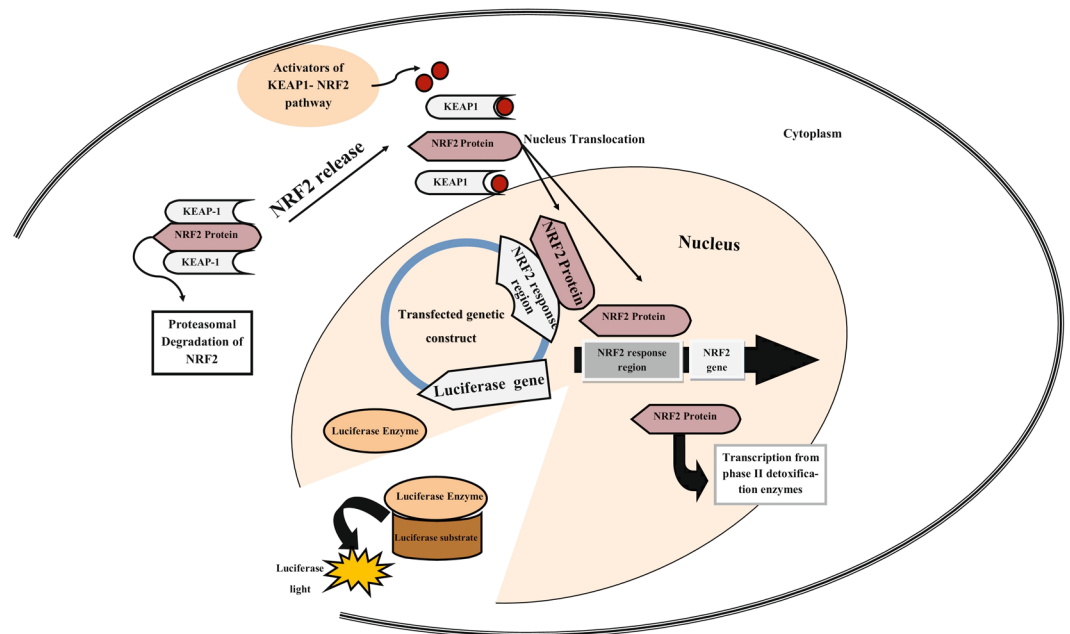 Activators of
KEAP1- NRF2
pathway
KEAP1
NRF2 Protein
KEAP1
Nucleus Translocation
Cytoplasm
NRF2 release
KEAP-1
NRF2 Protein
KEAP-1
Proteasomal
Degradation of
NRF2
Nucleus
NRF2 Protein
NRF2 response
region
Transfected genetic
construct
Luciferase gene
NRF2 Protein
NRF2 response
region
NRF2
gene
NRF2 Protein
Transcription from
phase II detoxifica-
tion enzymes
Luciferase Enzyme
Luciferase Enzyme
Luciferase substrate
Luciferase
light